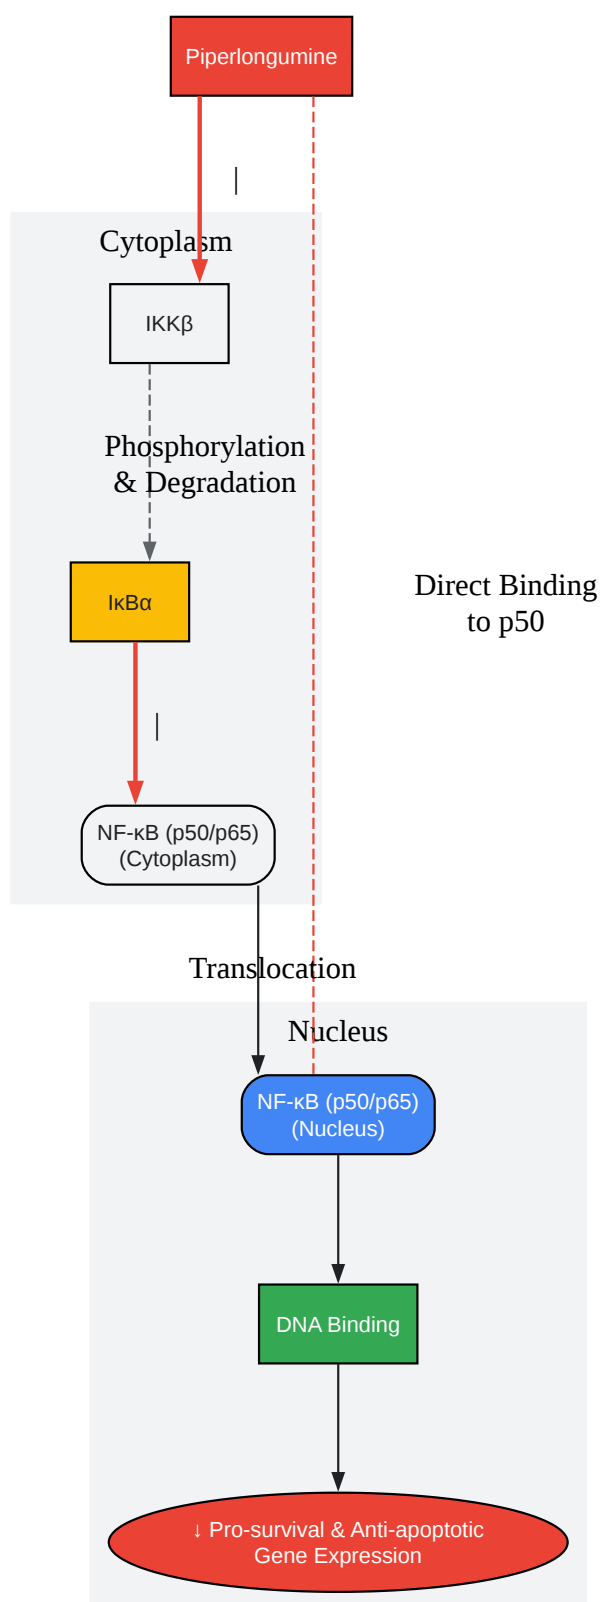 Piperlongumine
|
Cytoplasm
IKKβ
Phosphorylation
& Degradation
IκBα
Direct Binding
to p50
|
NF-κB (p50/p65)
(Cytoplasm)
Translocation
Nucleus
NF-κB (p50/p65)
(Nucleus)
DNA Binding
↓ Pro-survival & Anti-apoptotic
Gene Expression